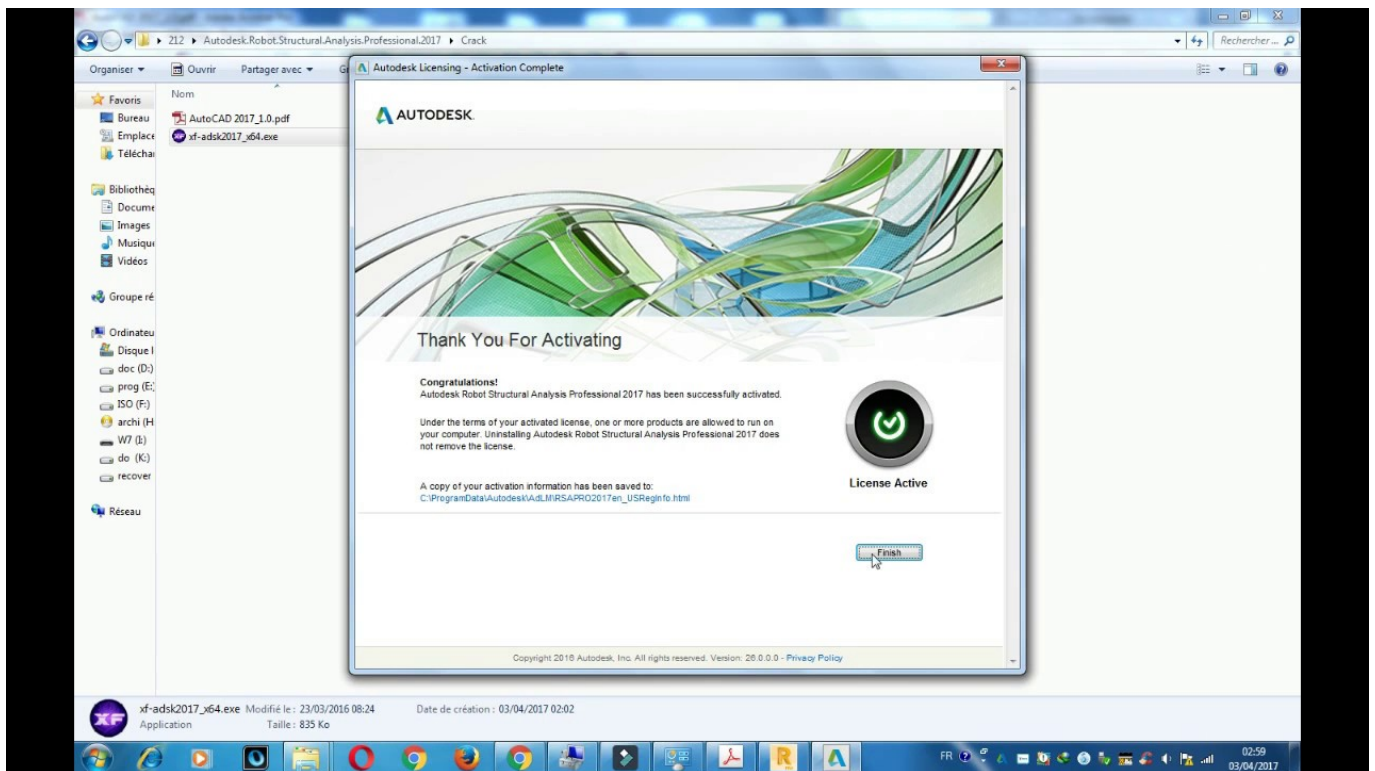 212 ▸ Autodesk.Robot.Structural.Analysis.Professional.2017 ▸ Crack
Rechercher ...
Organiser
Ouvrir
Partager avec
Autodesk Licensing - Activation Complete
Favoris
Bureau
Emplace
Téléchar
Bibliothèq
Docume
Images
Musique
Vidéos
Groupe ré
Ordinateu
Disque l
doc (D:)
prog (E:)
ISO (F:)
archi (H
W7 (I:)
do (K:)
recover
Réseau
Nom
AutoCAD 2017_1.0.pdf
xf-adsk2017_x64.exe
AUTODESK.
Thank You For Activating
Congratulations!
Autodesk Robot Structural Analysis Professional 2017 has been successfully activated.
Under the terms of your activated license, one or more products are allowed to run on
your computer. Uninstalling Autodesk Robot Structural Analysis Professional 2017 does
not remove the license.
A copy of your activation information has been saved to:
C:\ProgramData\Autodesk\AdLM\RSAPRO2017en_USRegInfo.html
License Active
Finish
Copyright 2016 Autodesk, Inc. All rights reserved. Version: 26.0.0.0 - Privacy Policy
XF
xf-adsk2017_x64.exe Modifié le : 23/03/2016 08:24 Date de création : 03/04/2017 02:02
Application Taille : 835 Ko
FR
02:59
03/04/2017